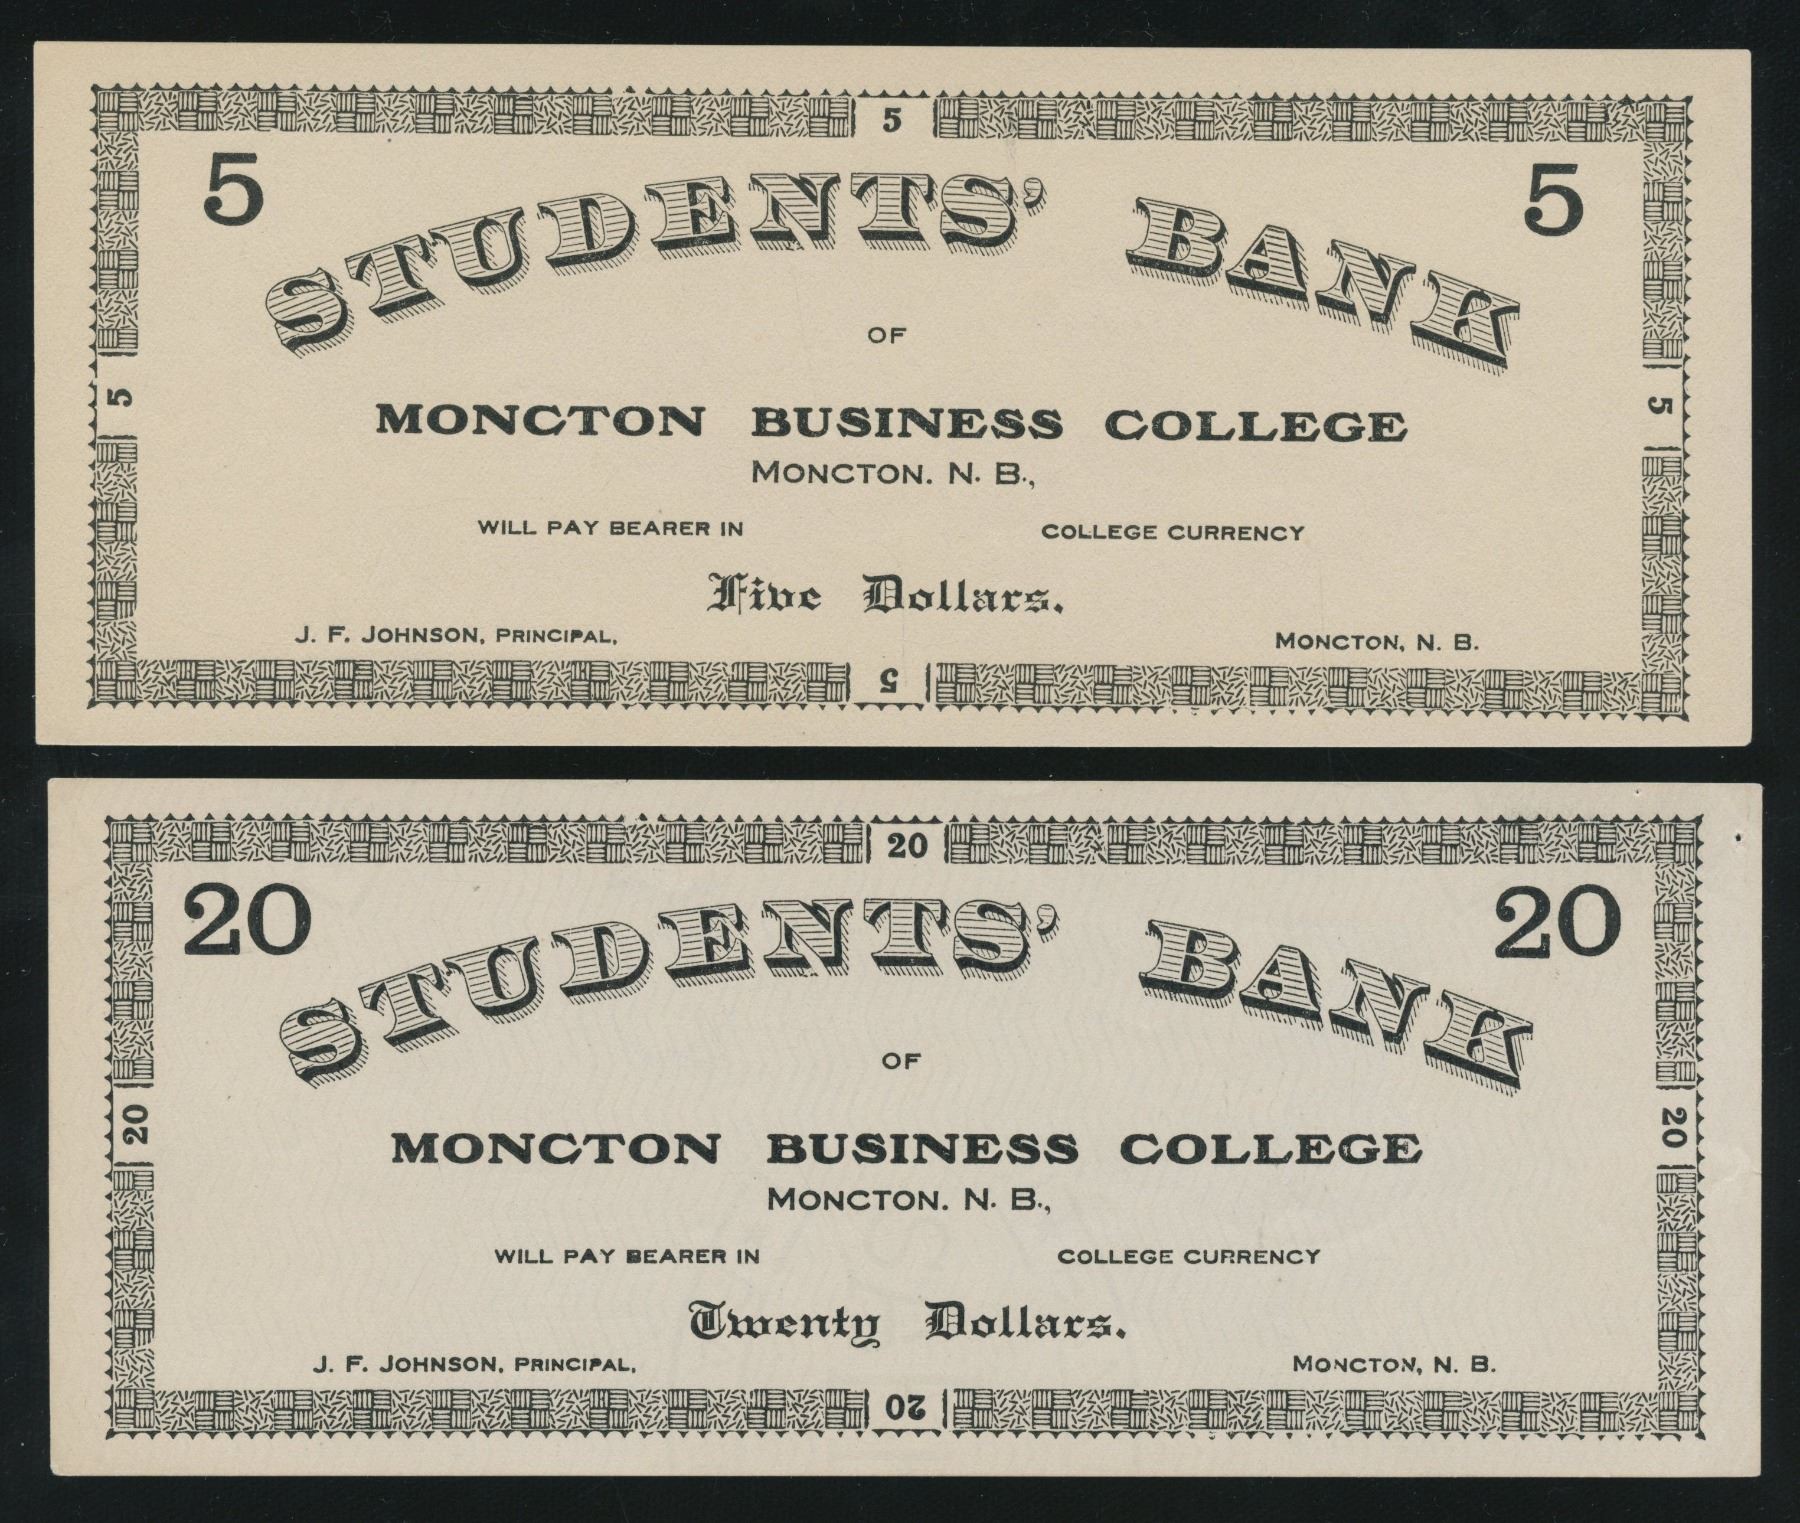 5
5 5
STUDENTS' BANK
OF
5 5
MONCTON BUSINESS COLLEGE
MONCTON. N. B.,
WILL PAY BEARER IN COLLEGE CURRENCY
Five Dollars.
J. F. JOHNSON, PRINCIPAL, MONCTON, N. B.
5
20
20 20
STUDENTS' BANK
OF
20 20
MONCTON BUSINESS COLLEGE
MONCTON. N. B.,
WILL PAY BEARER IN COLLEGE CURRENCY
Twenty Dollars.
J. F. JOHNSON, PRINCIPAL, MONCTON, N. B.
20